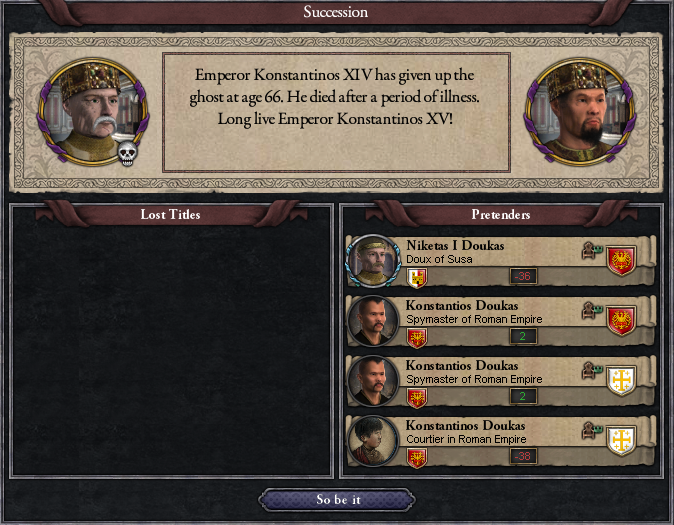 Succession
Emperor Konstantinos XIV has given up the
ghost at age 66. He died after a period of illness.
Long live Emperor Konstantinos XV!
Lost Titles
Pretenders
Niketas I Doukas
Doux of Susa
-36
Konstantios Doukas
Spymaster of Roman Empire
2
Konstantios Doukas
Spymaster of Roman Empire
2
Konstantinos Doukas
Courtier in Roman Empire
-38
So be it